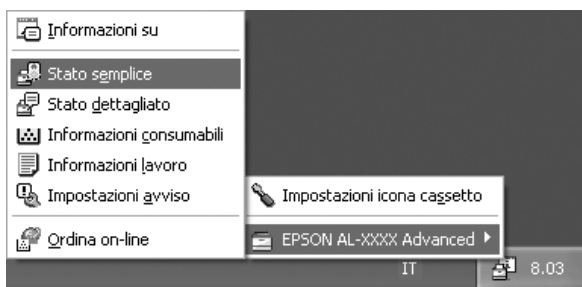 Informazioni su
Stato semplice
Stato dettagliato
Informazioni consumabili
Informazioni lavoro
Impostazioni avviso
Ordina on-line
Impostazioni icona cassetto
EPSON AL-XXXX Advanced
IT
8.03